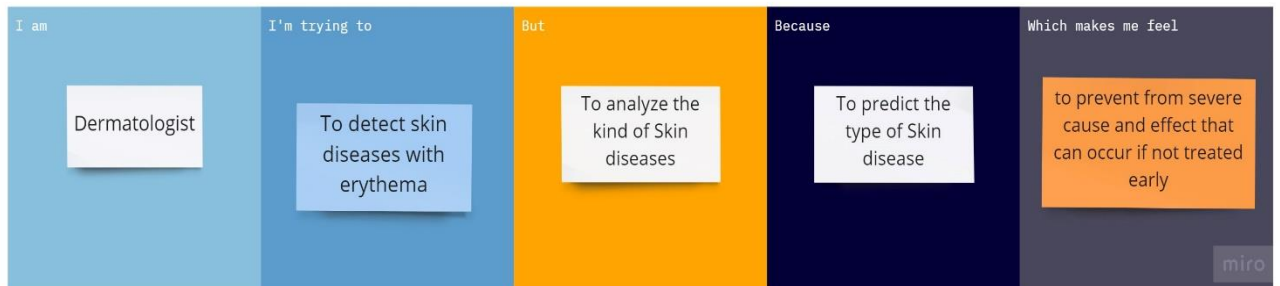 I am
Dermatologist
I'm trying to
To detect skin
diseases with
erythema
But
To analyze the
kind of Skin
diseases
Because
To predict the
type of Skin
disease
Which makes me feel
to prevent from severe
cause and effect that
can occur if not treated
early
miro